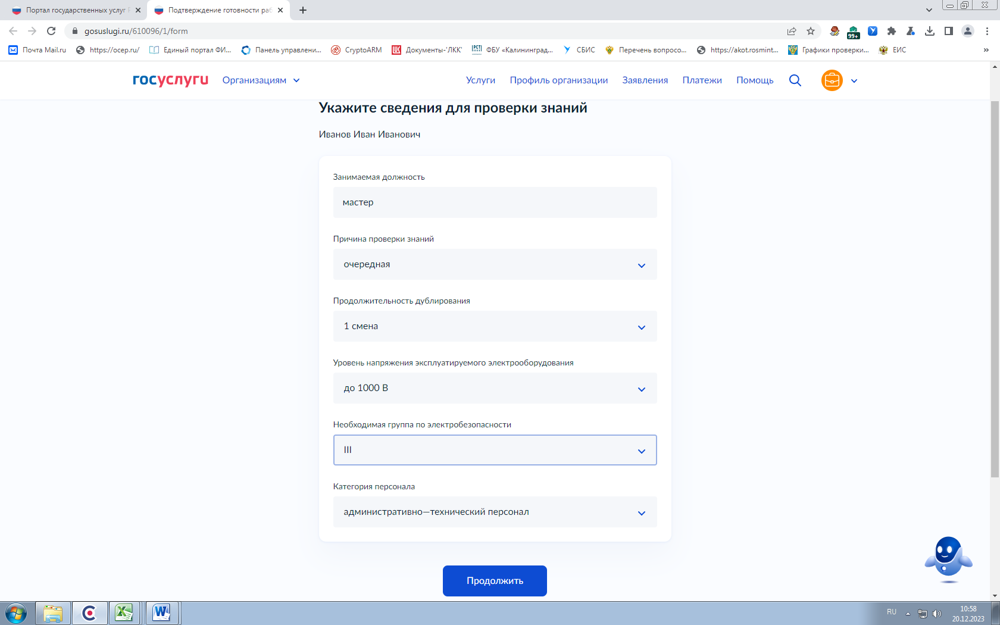 Портал государственных услуг
Подтверждение готовности раб
gosuslugi.ru/610096/1/form
99+
Почта Mail.ru
https://ocep.ru/
Единый портал ФИ...
Панель управлени...
CryptoARM
Документы-'ЛКК'
ФБУ «Калининград...
СБИС
Перечень вопросо...
https://akot.rosmint...
Графики проверки...
ЕИС
»
госуслуги
Организациям
Услуги
Профиль организации
Заявления
Платежи
Помощь
Укажите сведения для проверки знаний
Иванов Иван Иванович
Занимаемая должность
мастер
Причина проверки знаний
очередная
Продолжительность дублирования
1 смена
Уровень напряжения эксплуатируемого электрооборудования
до 1000 В
Необходимая группа по электробезопасности
III
Категория персонала
административно—технический персонал
Продолжить
RU
10:58
20.12.2023